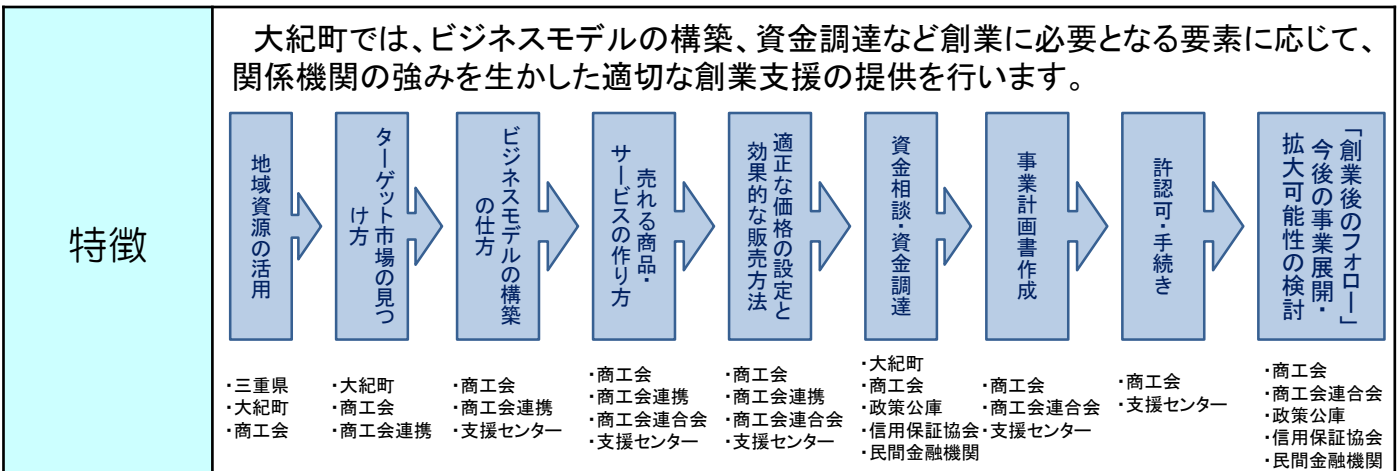 特徴
大紀町では、ビジネスモデルの構築、資金調達など創業に必要となる要素に応じて、
関係機関の強みを生かした適切な創業支援の提供を行います。
地域資源の活用
ターゲット市場の見つ
け方
ビジネスモデルの構築
の仕方
売れる商品・
サービスの作り方
適正な価格の設定と
効果的な販売方法
資金相談・資金調達
事業計画書作成
許認可・手続き
「創業後のフォロー」
今後の事業展開・
拡大可能性の検討
・三重県
・大紀町
・商工会
・大紀町
・商工会
・商工会連携
・商工会
・商工会連携
・支援センター
・商工会
・商工会連携
・商工会連合会
・支援センター
・商工会
・商工会連携
・商工会連合会
・支援センター
・大紀町
・商工会
・政策公庫
・信用保証協会
・民間金融機関
・商工会
・商工会連合会
・支援センター
・商工会
・支援センター
・商工会
・商工会連合会
・政策公庫
・信用保証協会
・民間金融機関